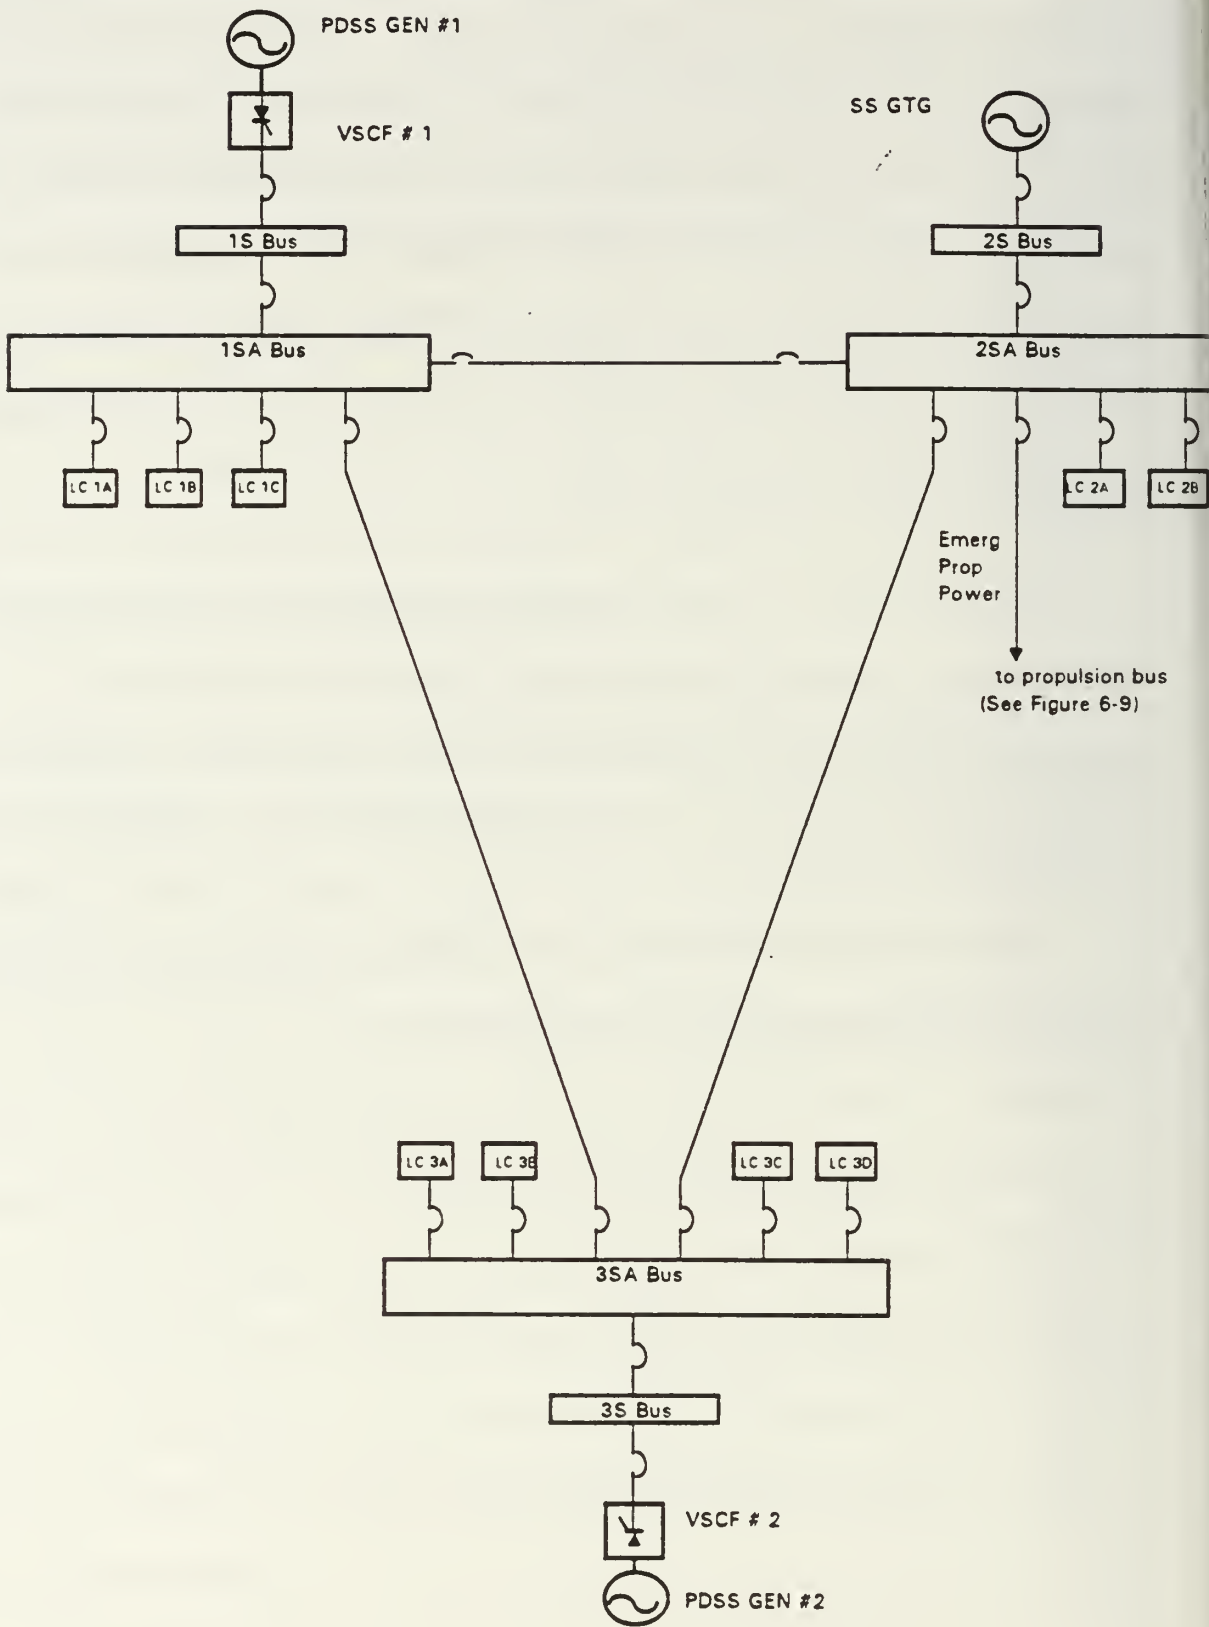 PDSS GEN #1
VSCF # 1
SS GTG
1S Bus
2S Bus
1SA Bus
2SA Bus
LC 1A
LC 1B
LC 1C
LC 2A
LC 2B
Emerg
Prop
Power
to propulsion bus
(See Figure 6-9)
LC 3A
LC 3B
LC 3C
LC 3D
3SA Bus
3S Bus
VSCF # 2
PDSS GEN #2